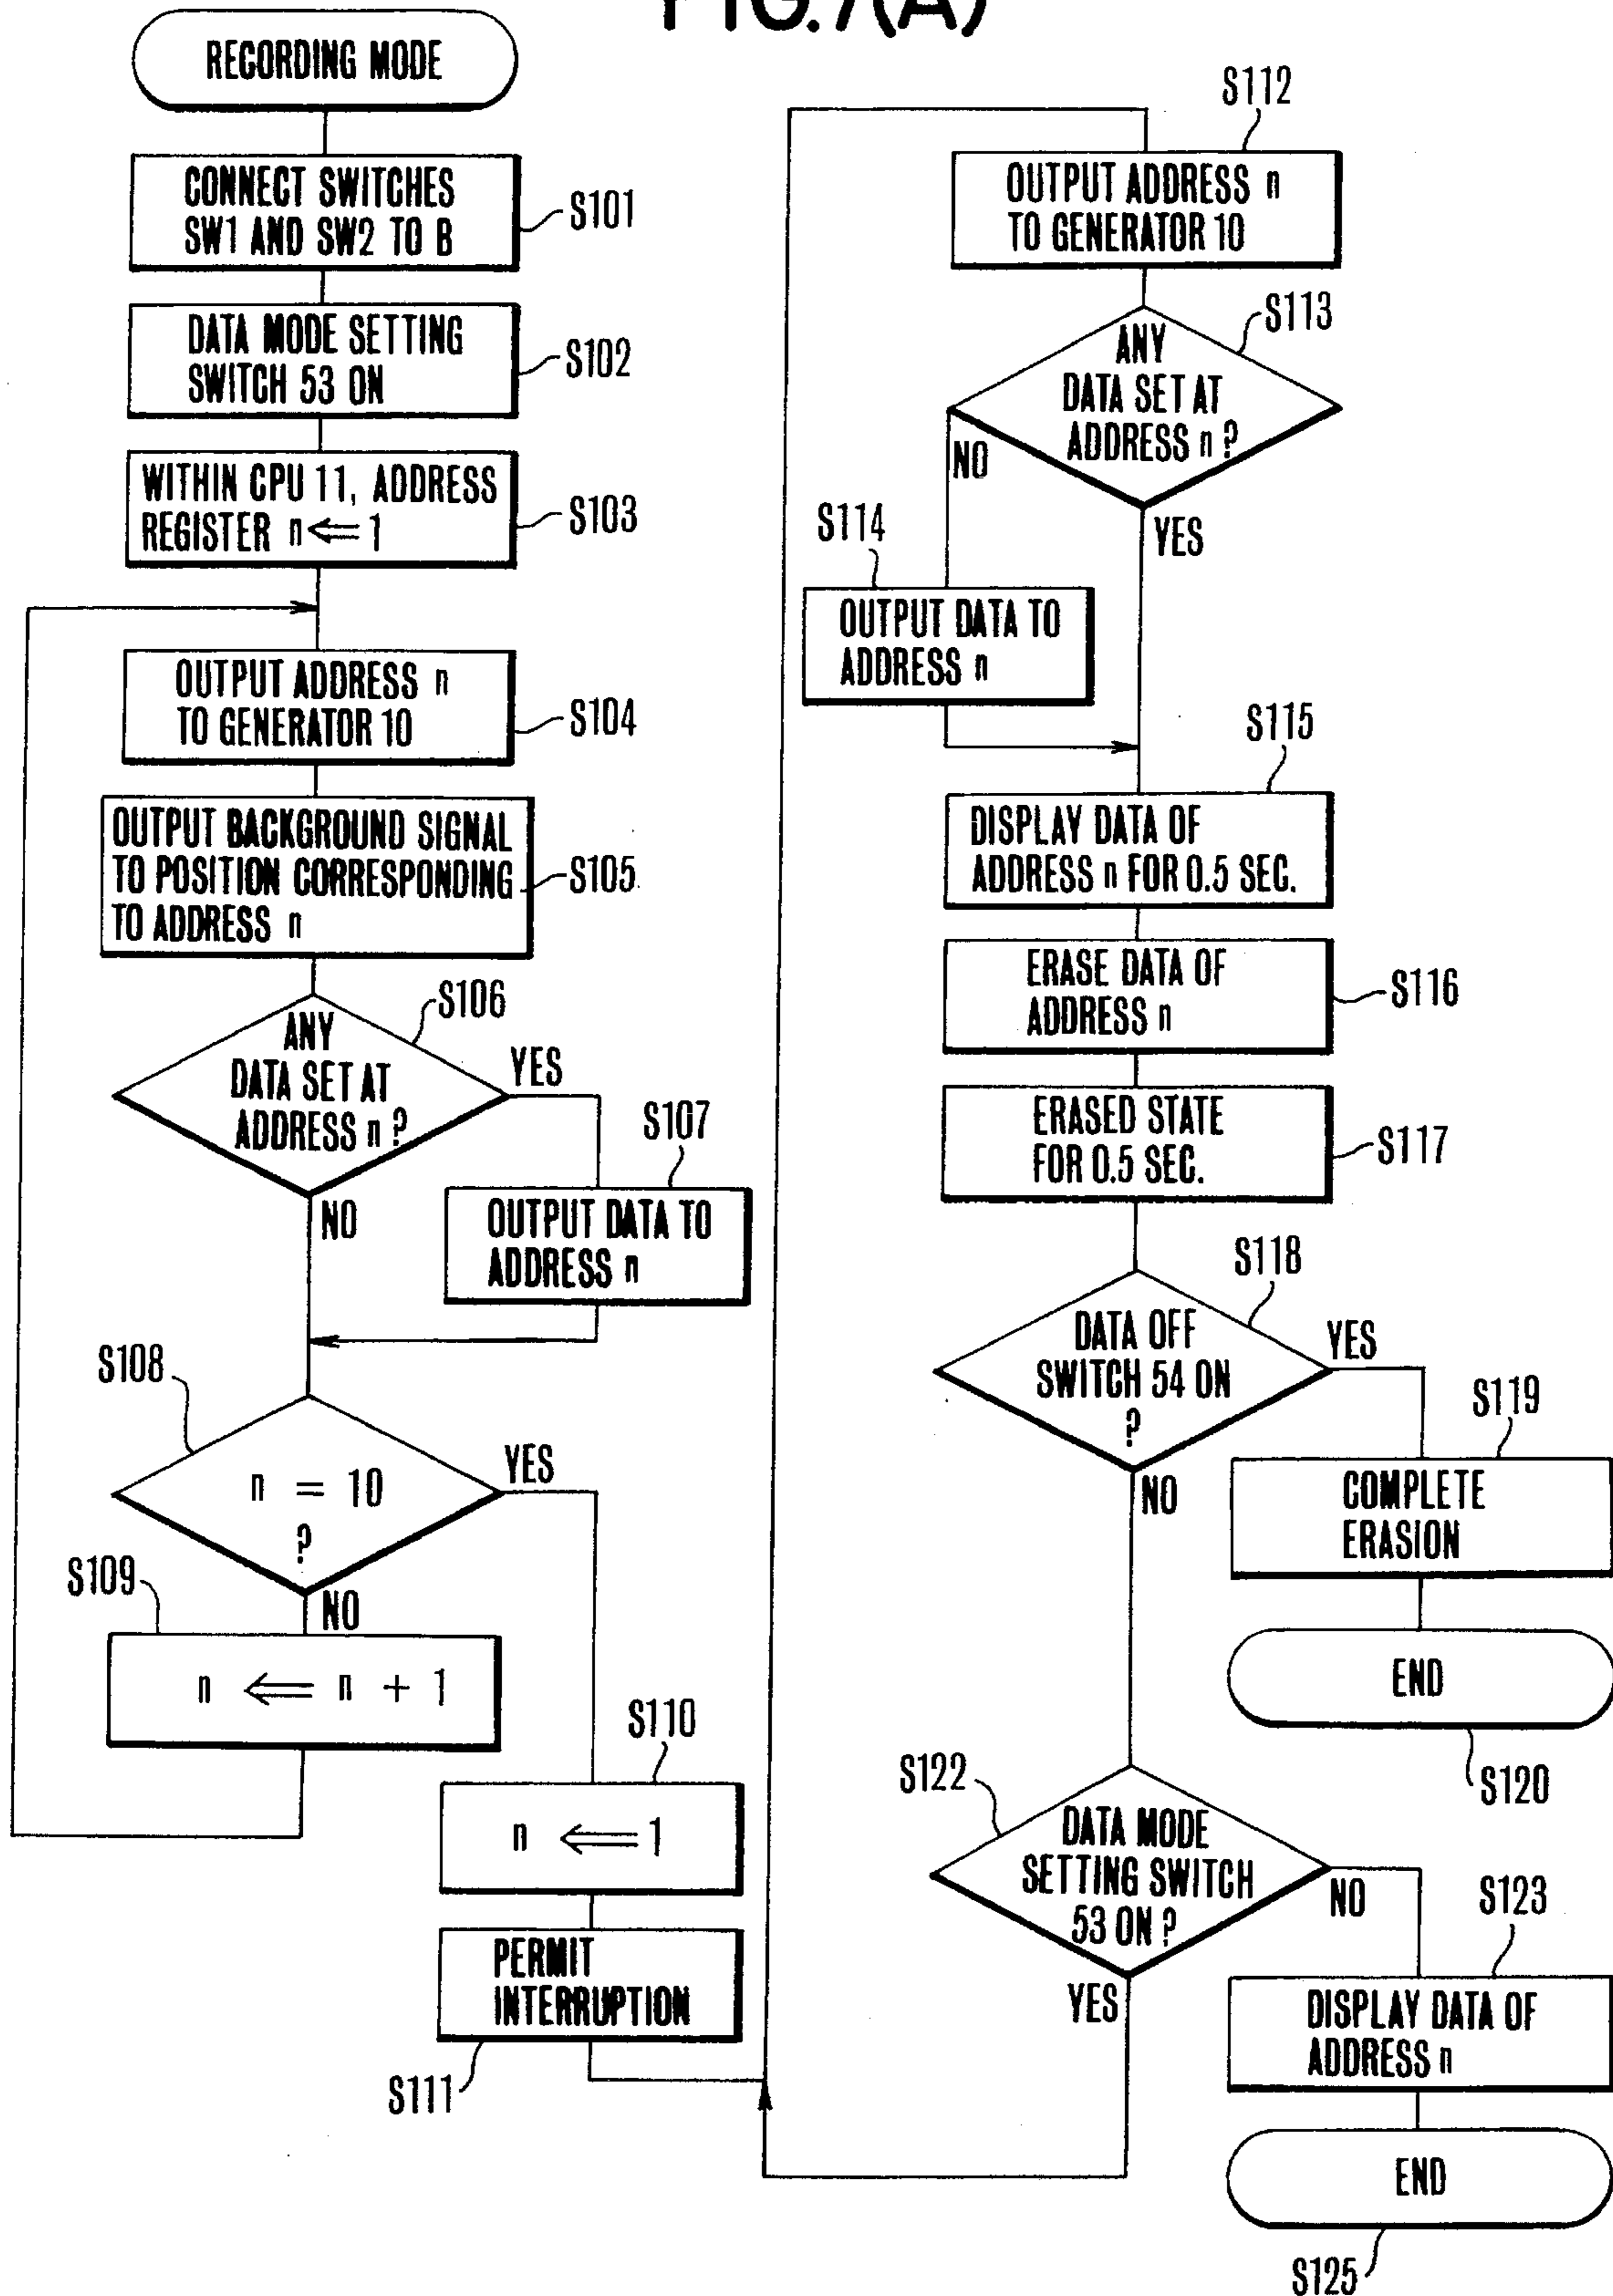 FIG.7(A)
RECORDING MODE
CONNECT SWITCHES
SW1 AND SW2 TO B
S101
DATA MODE SETTING
SWITCH 53 ON
S102
WITHIN CPU 11, ADDRESS
REGISTER n ⇐ 1
S103
OUTPUT ADDRESS n
TO GENERATOR 10
S104
OUTPUT BACKGROUND SIGNAL
TO POSITION CORRESPONDING
TO ADDRESS n
S105
S106
ANY
DATA SET AT
ADDRESS n ?
YES
NO
S107
OUTPUT DATA TO
ADDRESS n
S108
n = 10
?
YES
NO
S109
n ⇐ n + 1
S110
n ⇐ 1
PERMIT
INTERRUPTION
S111
S112
OUTPUT ADDRESS n
TO GENERATOR 10
S113
ANY
DATA SET AT
ADDRESS n ?
NO
YES
S114
OUTPUT DATA TO
ADDRESS n
S115
DISPLAY DATA OF
ADDRESS n FOR 0.5 SEC.
ERASE DATA OF
ADDRESS n
S116
ERASED STATE
FOR 0.5 SEC.
S117
S118
DATA OFF
SWITCH 54 ON
?
YES
NO
S119
COMPLETE
ERASION
END
S120
S122
DATA MODE
SETTING SWITCH
53 ON ?
NO
YES
S123
DISPLAY DATA OF
ADDRESS n
END
S125